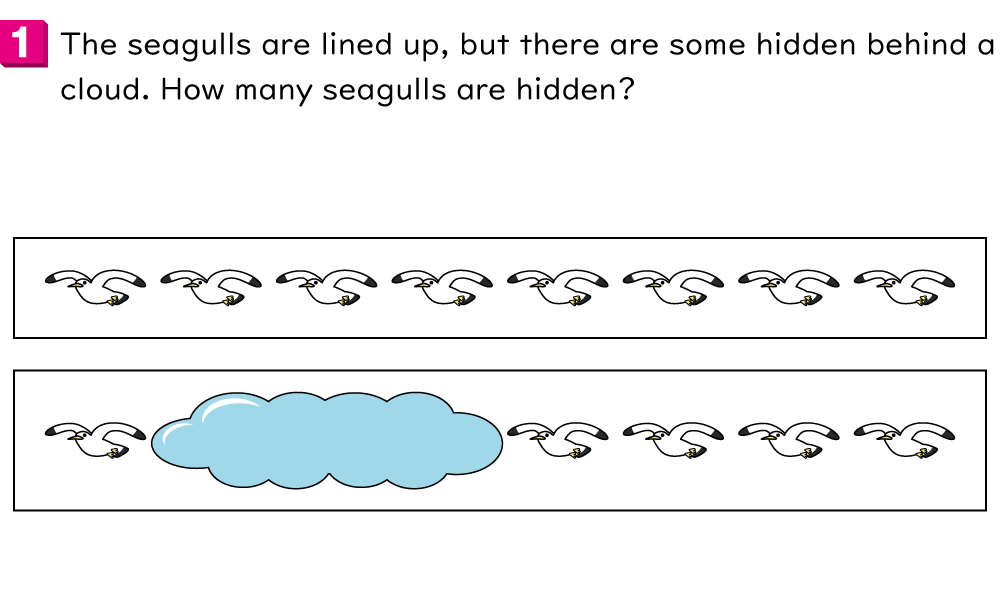 1 The seagulls are lined up, but there are some hidden behind a
cloud. How many seagulls are hidden?